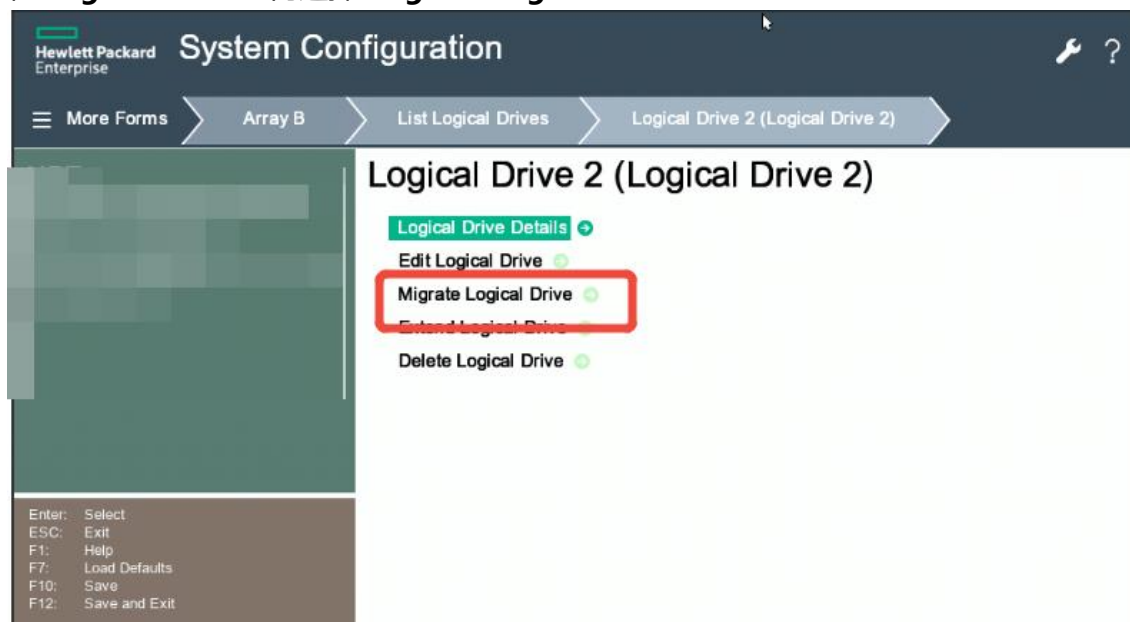 Hewlett Packard
Enterprise
System Configuration
?
More Forms
Array B
List Logical Drives
Logical Drive 2 (Logical Drive 2)
Logical Drive 2 (Logical Drive 2)
Logical Drive Details
Edit Logical Drive
Migrate Logical Drive
Extend Logical Drive
Delete Logical Drive
Enter: Select
ESC: Exit
F1: Help
F7: Load Defaults
F10: Save
F12: Save and Exit